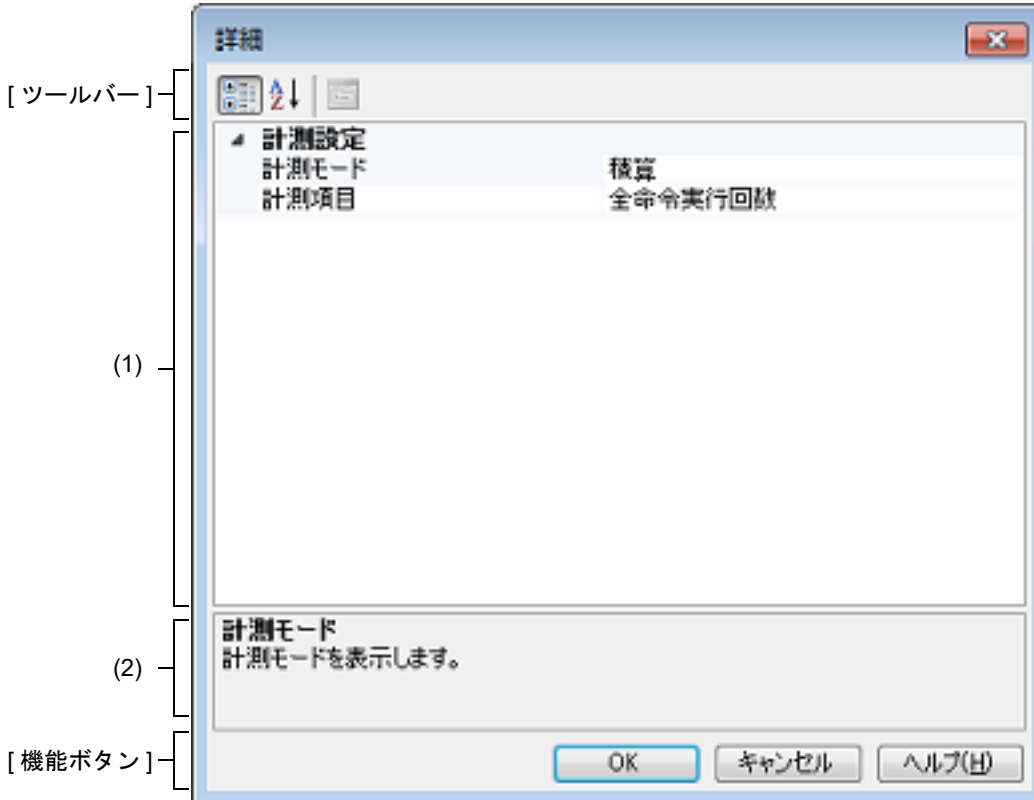 詳細
[ ツールバー ]
計測設定
計測モード 積算
計測項目 全命令実行回数
(1)
計測モード
計測モードを表示します。
(2)
[ 機能ボタン ]
OK キャンセル ヘルプ(H)